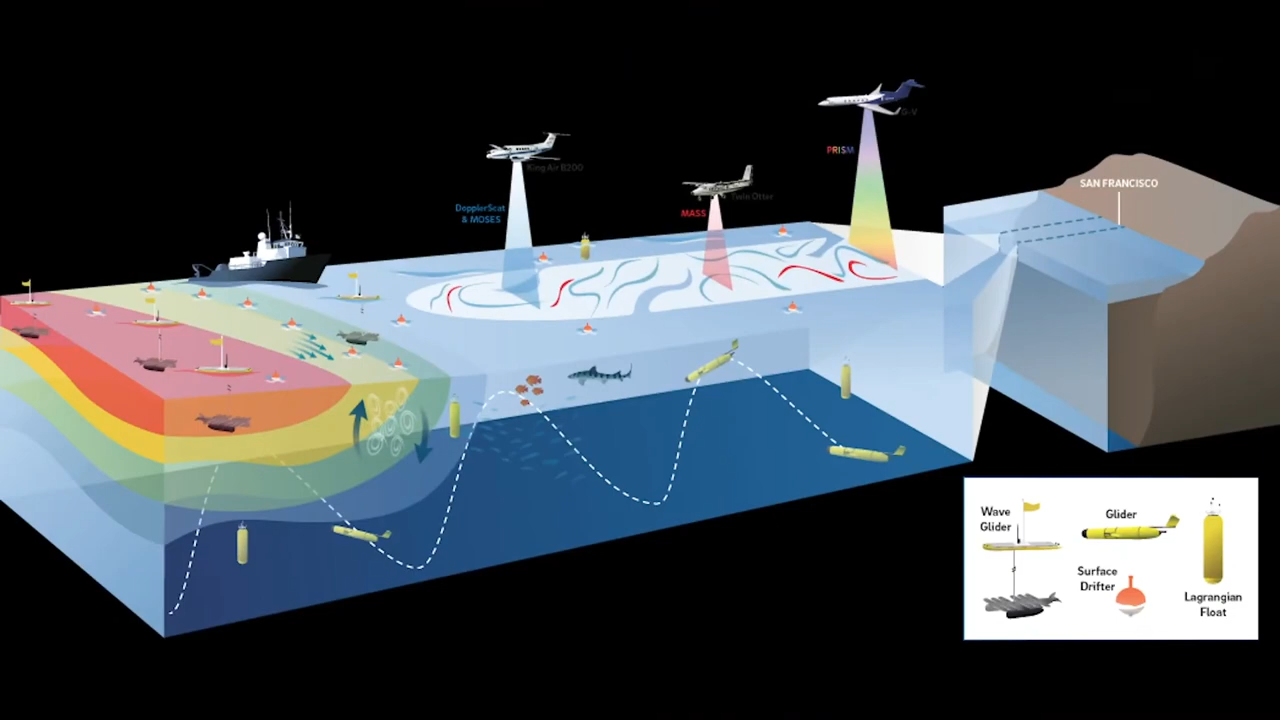 G-V
PRISM
King Air B200
SAN FRANCISCO
Twin Otter
DopplerScat
& MOSES
MASS
Wave
Glider
Glider
Surface
Drifter
Lagrangian
Float